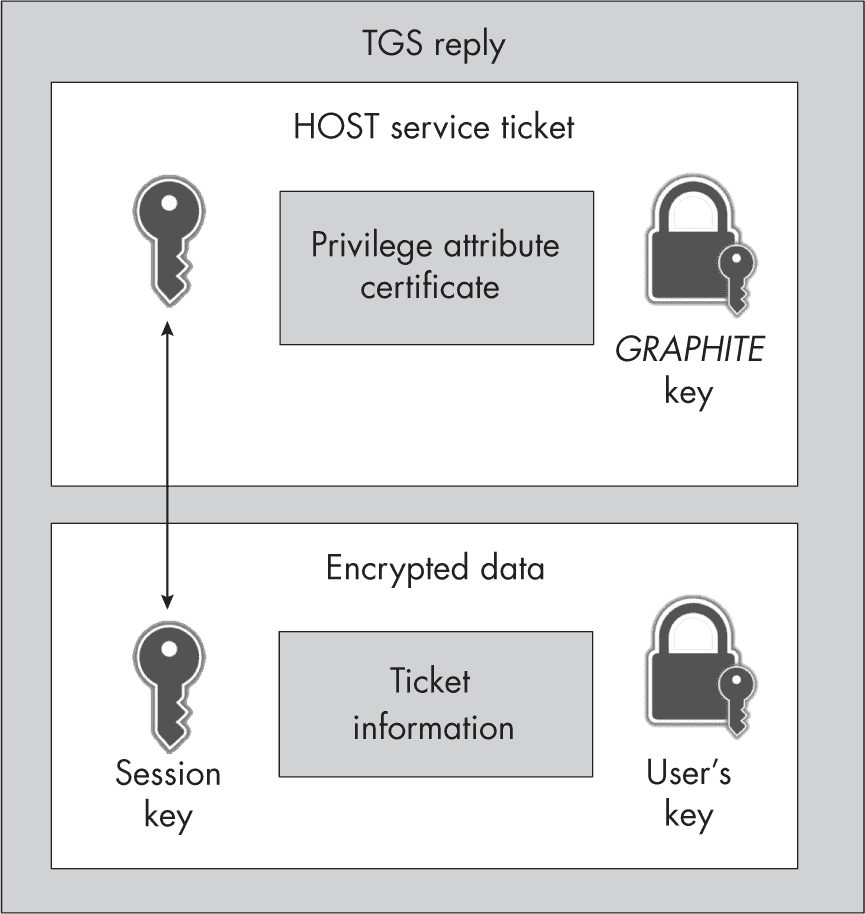 TGS reply
HOST service ticket
Privilege attribute
certificate
GRAPHITE
key
Encrypted data
Ticket
information
Session
key
User’s
key